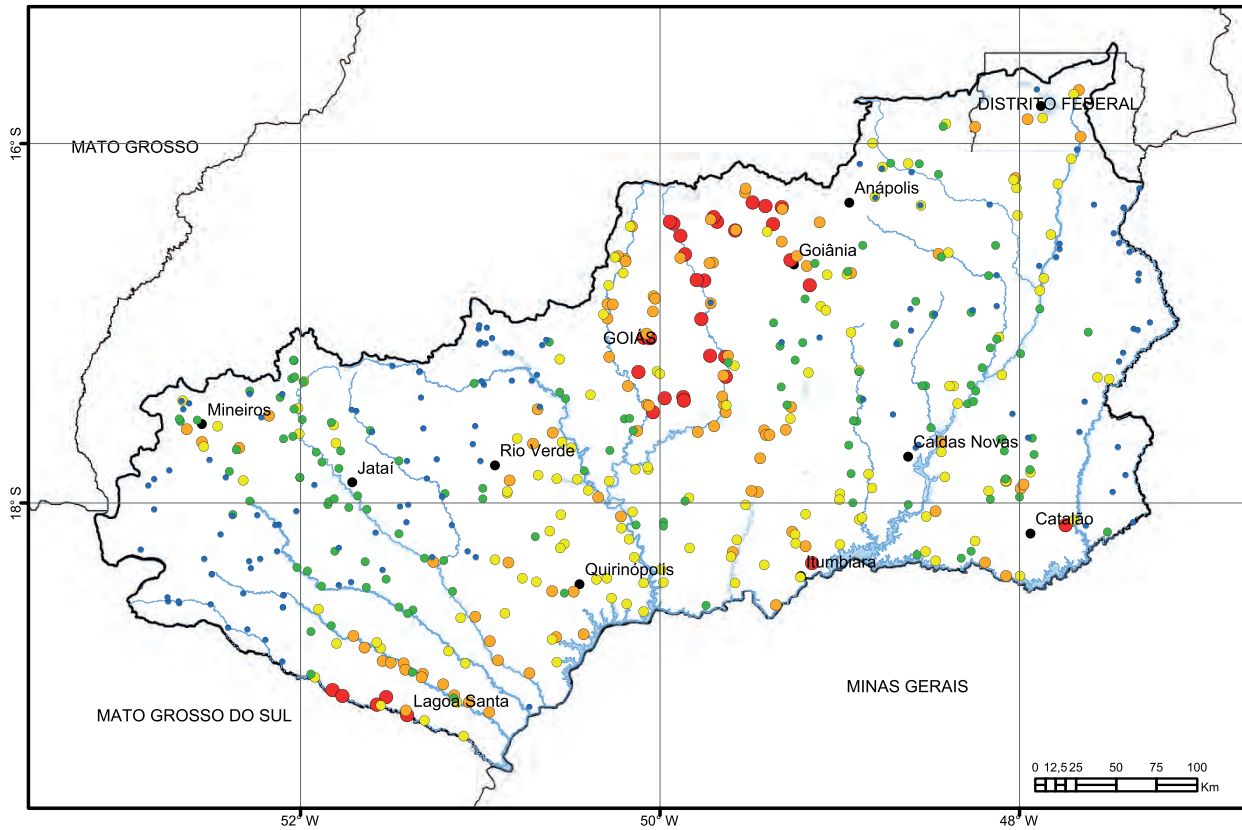 DISTRITO FEDERAL
16° S
MATO GROSSO
Anápolis
Goiânia
GOIÁS
Mineiros
Caldas Novas
Rio Verde
Jataí
18° S
Catalão
Itumbiara
Quirinópolis
MINAS GERAIS
Lagoa Santa
MATO GROSSO DO SUL
0 12,5 25 50 75 100
Km
52° W 50° W 48° W